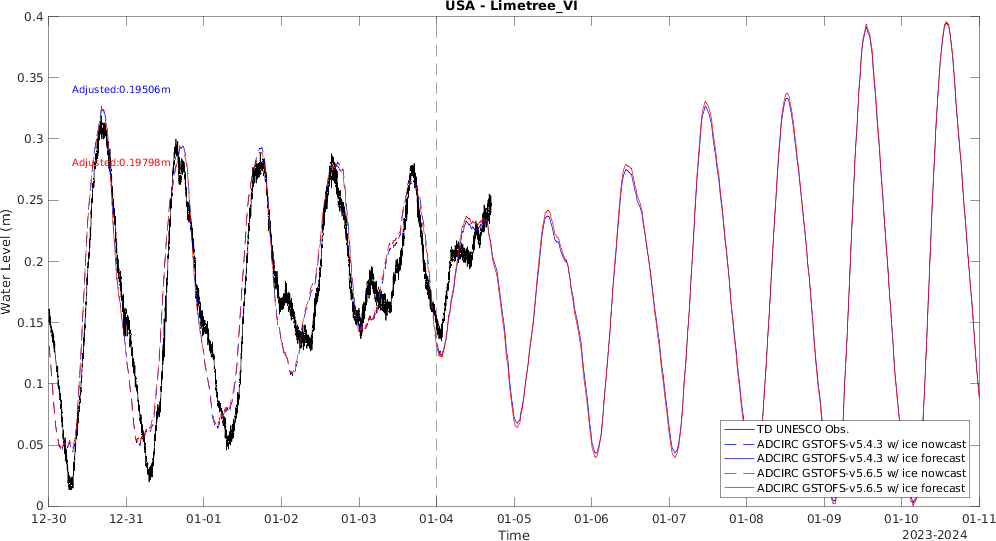 USA - Limetree_VI
0.4
0.35
0.3
0.25
0.2
0.15
0.1
0.05
0
Water Level (m)
Adjusted:0.19506m
Adjusted:0.19798m
TD UNESCO Obs.
ADCIRC GSTOFS-v5.4.3 w/ ice nowcast
ADCIRC GSTOFS-v5.4.3 w/ ice forecast
ADCIRC GSTOFS-v5.6.5 w/ ice nowcast
ADCIRC GSTOFS-v5.6.5 w/ ice forecast
12-30 12-31 01-01 01-02 01-03 01-04 01-05 01-06 01-07 01-08 01-09 01-10 01-11
Time
2023-2024